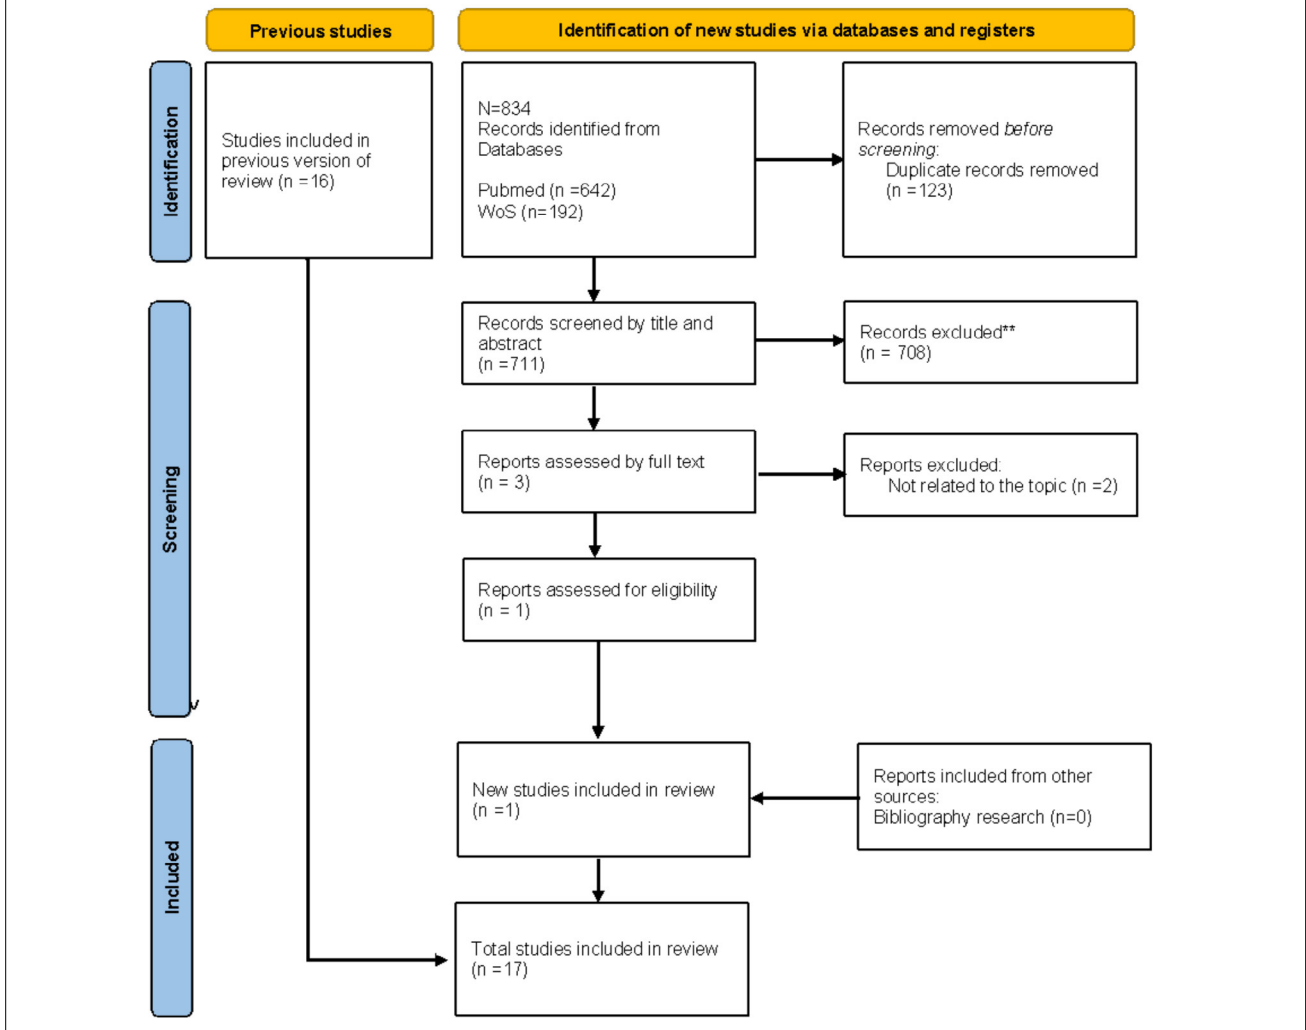 Previous studies
Identification of new studies via databases and registers
Identification
Studies included in
previous version of
review (n =16)
N=834
Records identified from
Databases
Pubmed (n =642)
WoS (n=192)
Records removed before
screening:
Duplicate records removed
(n =123)
Screening
Records screened by title and
abstract
(n =711)
Records excluded**
(n = 708)
Reports assessed by full text
(n = 3)
Reports excluded:
Not related to the topic (n =2)
Reports assessed for eligibility
(n = 1)
v
Included
New studies included in review
(n =1)
Reports included from other
sources:
Bibliography research (n=0)
Total studies included in review
(n =17)